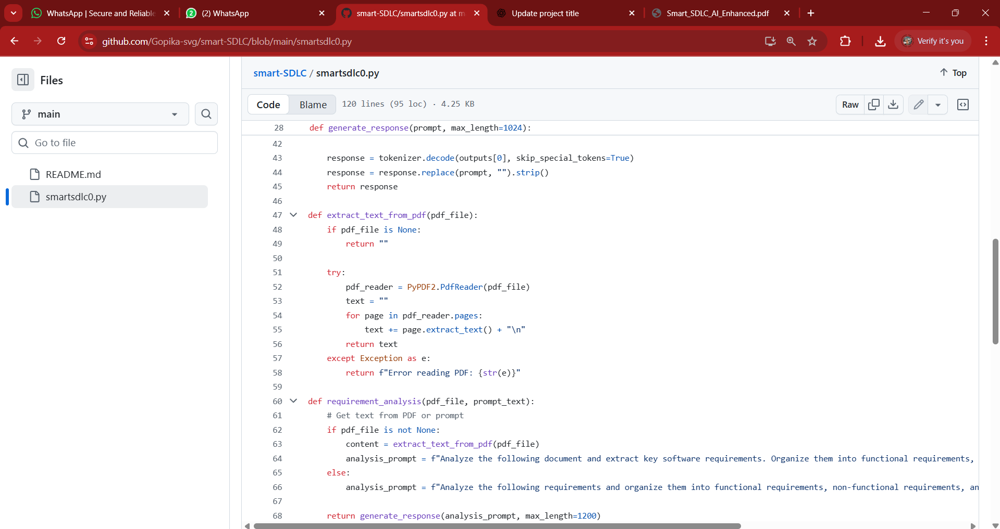 WhatsApp | Secure and Reliable
(2) WhatsApp
smart-SDLC/smartsdlc0.py at m
Update project title
Smart_SDLC_AI_Enhanced.pdf
github.com/Gopika-svg/smart-SDLC/blob/main/smartsdlc0.py
Verify it's you
Files
main
Go to file
README.md
smartsdlc0.py
smart-SDLC / smartsdlc0.py
Top
Code
Blame
120 lines (95 loc) · 4.25 KB
Raw
28 def generate_response(prompt, max_length=1024):
42
43 response = tokenizer.decode(outputs[0], skip_special_tokens=True)
44 response = response.replace(prompt, "").strip()
45 return response
46
47 def extract_text_from_pdf(pdf_file):
48 if pdf_file is None:
49 return ""
50
51 try:
52 pdf_reader = PyPDF2.PdfReader(pdf_file)
53 text = ""
54 for page in pdf_reader.pages:
55 text += page.extract_text() + "\n"
56 return text
57 except Exception as e:
58 return f"Error reading PDF: {str(e)}"
59
60 def requirement_analysis(pdf_file, prompt_text):
61 # Get text from PDF or prompt
62 if pdf_file is not None:
63 content = extract_text_from_pdf(pdf_file)
64 analysis_prompt = f"Analyze the following document and extract key software requirements. Organize them into functional requirements,
65 else:
66 analysis_prompt = f"Analyze the following requirements and organize them into functional requirements, non-functional requirements, an
67
68 return generate_response(analysis_prompt, max_length=1200)